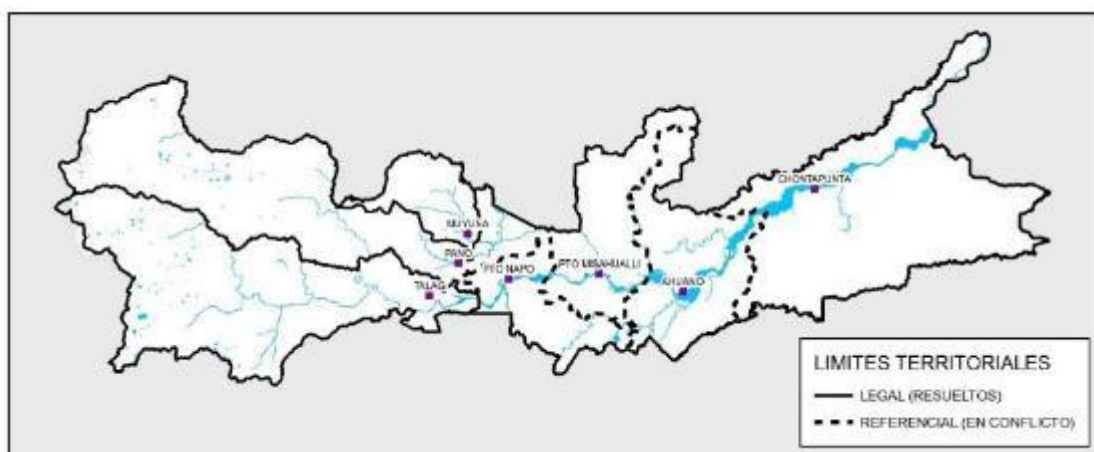 CHONTAPUNTA
MUYUNA
PANO
PTO NAPO
PTO MISAHUALLI
TALAG
AHUANO
LIMITES TERRITORIALES
LEGAL (RESUELTOS)
REFERENCIAL (EN CONFLICTO)